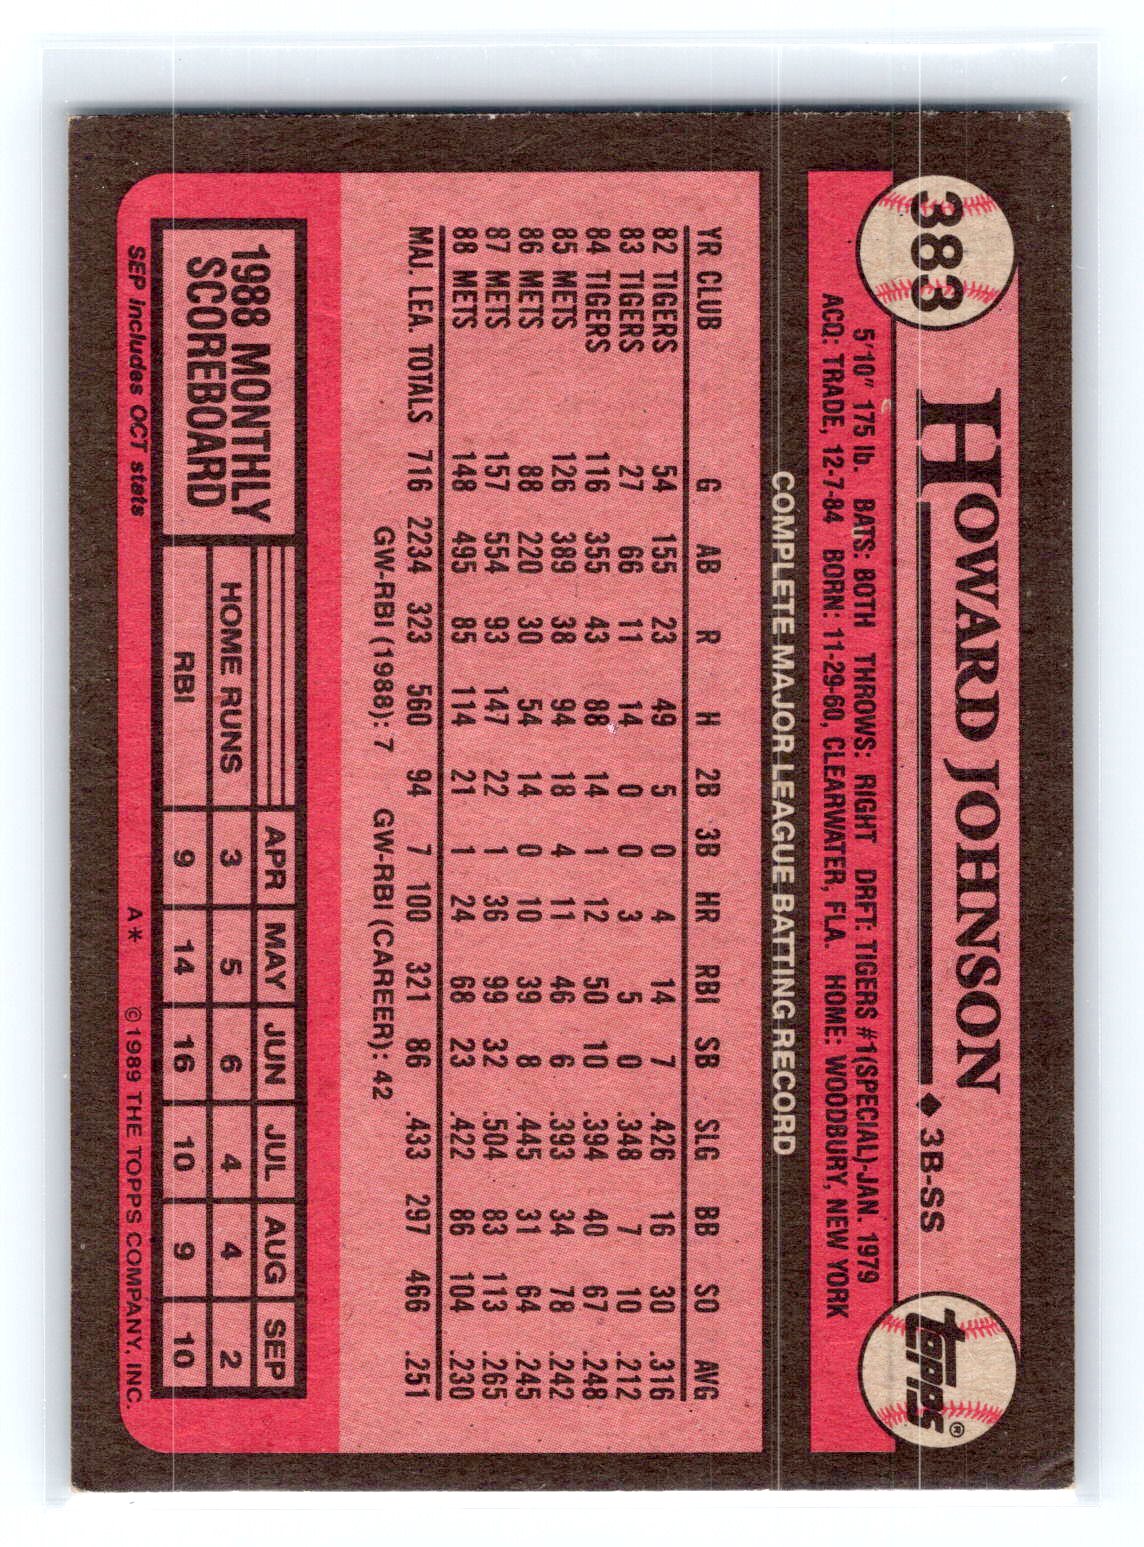 383 HOWARD JOHNSON ♦ 3B-SS TOPPS®
5'10" 175 lb. BATS: BOTH THROWS: RIGHT DRFT: TIGERS #1(SPECIAL)-JAN. 1979
ACQ: TRADE, 12-7-84 BORN: 11-29-60, CLEARWATER, FLA. HOME: WOODBURY, NEW YORK
COMPLETE MAJOR LEAGUE BATTING RECORD
YR CLUB G AB R H 2B 3B HR RBI SB SLG BB SO AVG
82 TIGERS 54 155 23 49 5 0 4 14 7 .426 16 30 .316
83 TIGERS 27 66 11 14 0 0 3 5 0 .348 7 10 .212
84 TIGERS 116 355 43 88 14 1 12 50 10 .394 40 67 .248
85 METS 126 389 38 94 18 4 11 46 6 .393 34 78 .242
86 METS 88 220 30 54 14 0 10 39 8 .445 31 64 .245
87 METS 157 554 93 147 22 1 36 99 32 .504 83 113 .265
88 METS 148 495 85 114 21 1 24 68 23 .422 86 104 .230
MAJ. LEA. TOTALS 716 2234 323 560 94 7 100 321 86 .433 297 466 .251
GW-RBI (1988): 7 GW-RBI (CAREER): 42
1988 MONTHLY
SCOREBOARD
APR MAY JUN JUL AUG SEP
HOME RUNS 3 5 6 4 4 2
RBI 9 14 16 10 9 10
SEP includes OCT stats A* ©1989 THE TOPPS COMPANY, INC.